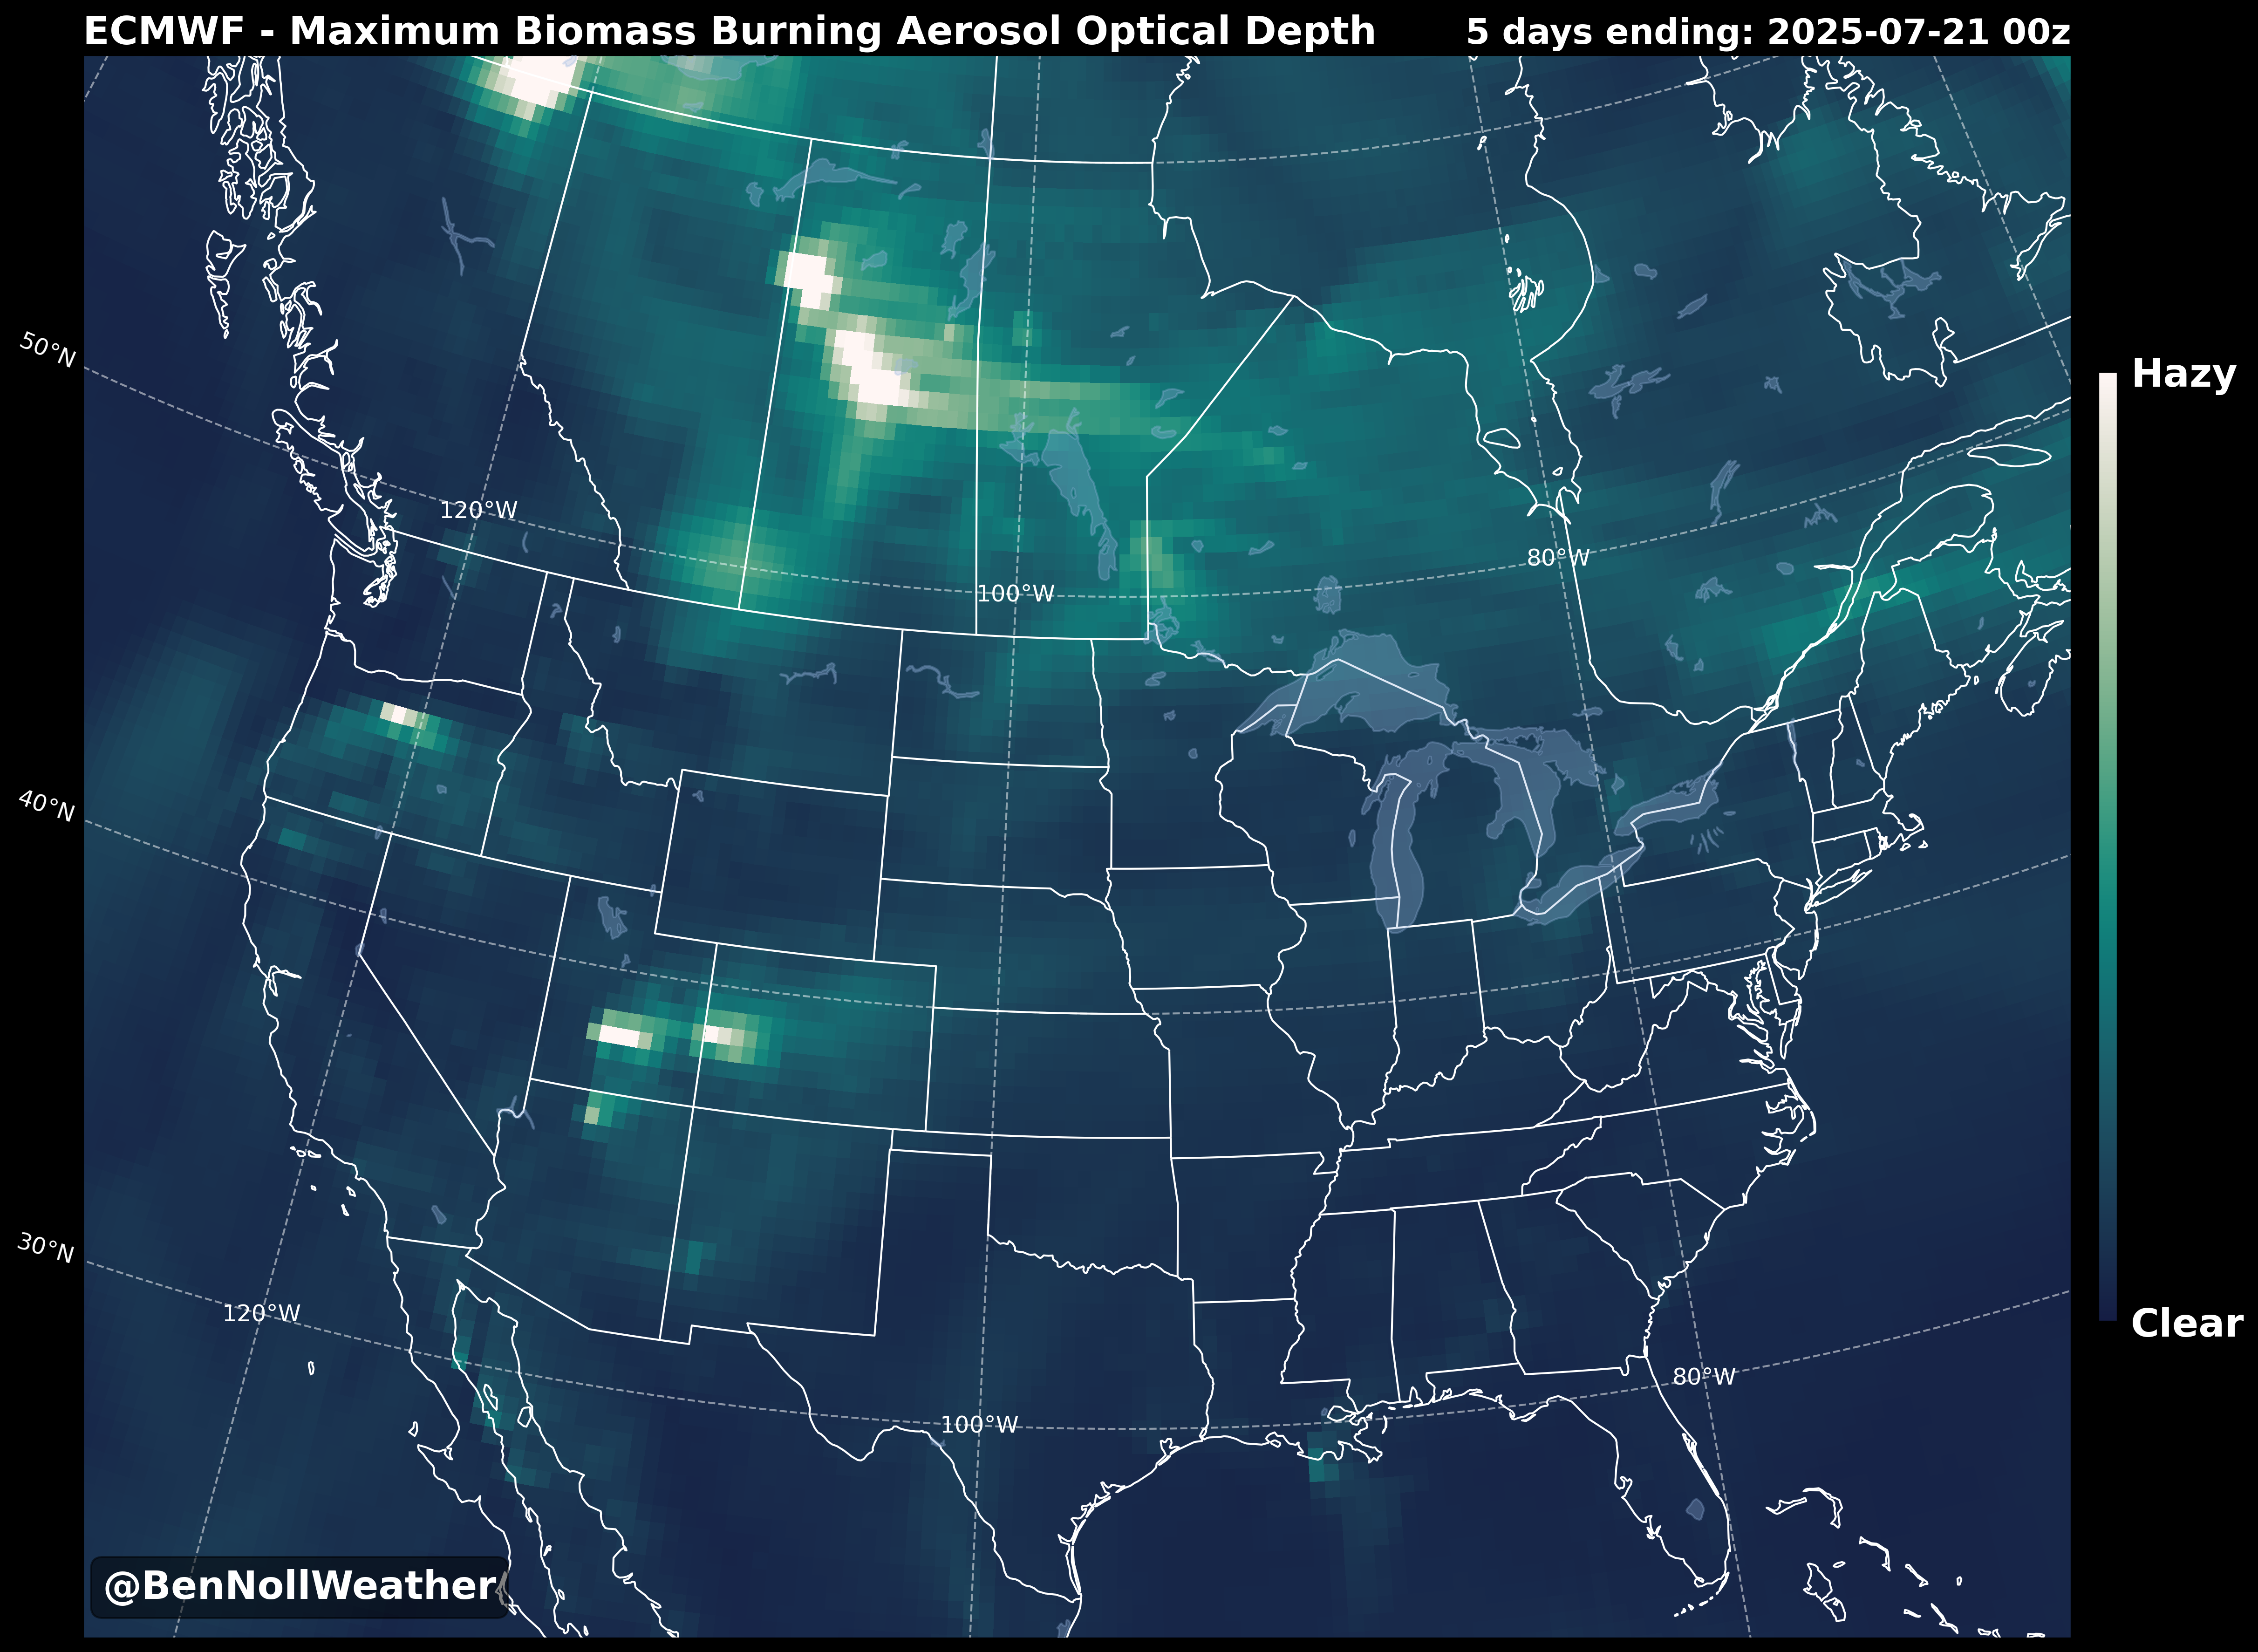 ECMWF - Maximum Biomass Burning Aerosol Optical Depth
5 days ending: 2025-07-21 00z
50°N
Hazy
120°W
80°W
100°W
40°N
30°N
120°W
Clear
80°W
100°W
@BenNollWeather